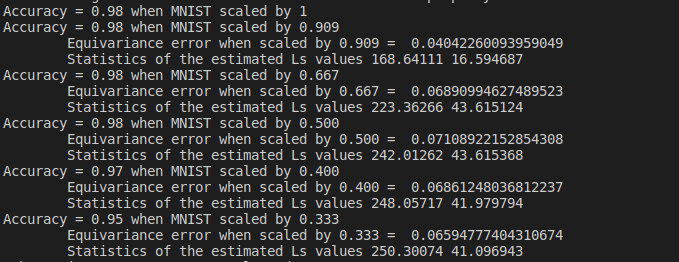 Accuracy = 0.98 when MNIST scaled by 1
Accuracy = 0.98 when MNIST scaled by 0.909
Equivariance error when scaled by 0.909 =  0.04042260093959049
Statistics of the estimated Ls values 168.64111 16.594687
Accuracy = 0.98 when MNIST scaled by 0.667
Equivariance error when scaled by 0.667 =  0.06890994627489523
Statistics of the estimated Ls values 223.36266 43.615124
Accuracy = 0.98 when MNIST scaled by 0.500
Equivariance error when scaled by 0.500 =  0.07108922152854308
Statistics of the estimated Ls values 242.01262 43.615368
Accuracy = 0.97 when MNIST scaled by 0.400
Equivariance error when scaled by 0.400 =  0.06861248036812237
Statistics of the estimated Ls values 248.05717 41.979794
Accuracy = 0.95 when MNIST scaled by 0.333
Equivariance error when scaled by 0.333 =  0.06594777404310674
Statistics of the estimated Ls values 250.30074 41.096943